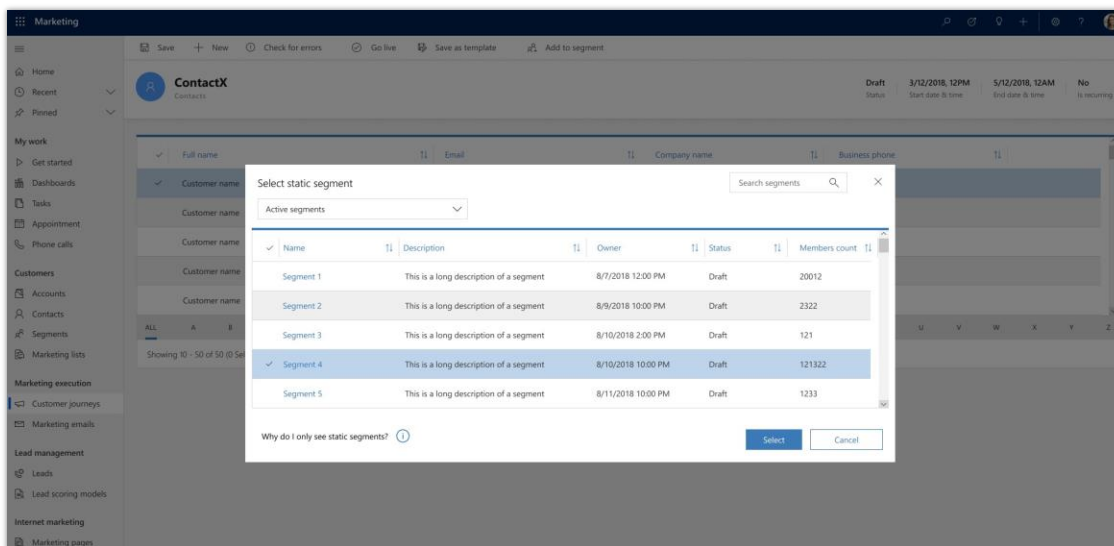 Marketing
Save New Check for errors Go live Save as template Add to segment
Home
Recent
Pinned
My work
Get started
Dashboards
Tasks
Appointment
Phone calls
Customers
Accounts
Contacts
Segments
Marketing lists
Marketing execution
Customer journeys
Marketing emails
Lead management
Leads
Lead scoring models
Internet marketing
Marketing pages
ContactX
Contacts
Draft 3/12/2018, 12PM 5/12/2018, 12AM No
Status Start date & time End date & time Is recurring
Full name Email Company name Business phone
Customer name
Customer name
Customer name
Customer name
Customer name
ALL A B U V W X Y Z
Showing 10 - 50 of 50 (0 Sel
Select static segment
Search segments
Active segments
Name Description Owner Status Members count
Segment 1 This is a long description of a segment 8/7/2018 12:00 PM Draft 20012
Segment 2 This is a long description of a segment 8/9/2018 10:00 PM Draft 2322
Segment 3 This is a long description of a segment 8/10/2018 2:00 PM Draft 121
Segment 4 This is a long description of a segment 8/10/2018 10:00 PM Draft 121322
Segment 5 This is a long description of a segment 8/11/2018 10:00 PM Draft 1233
Why do I only see static segments?
Select Cancel